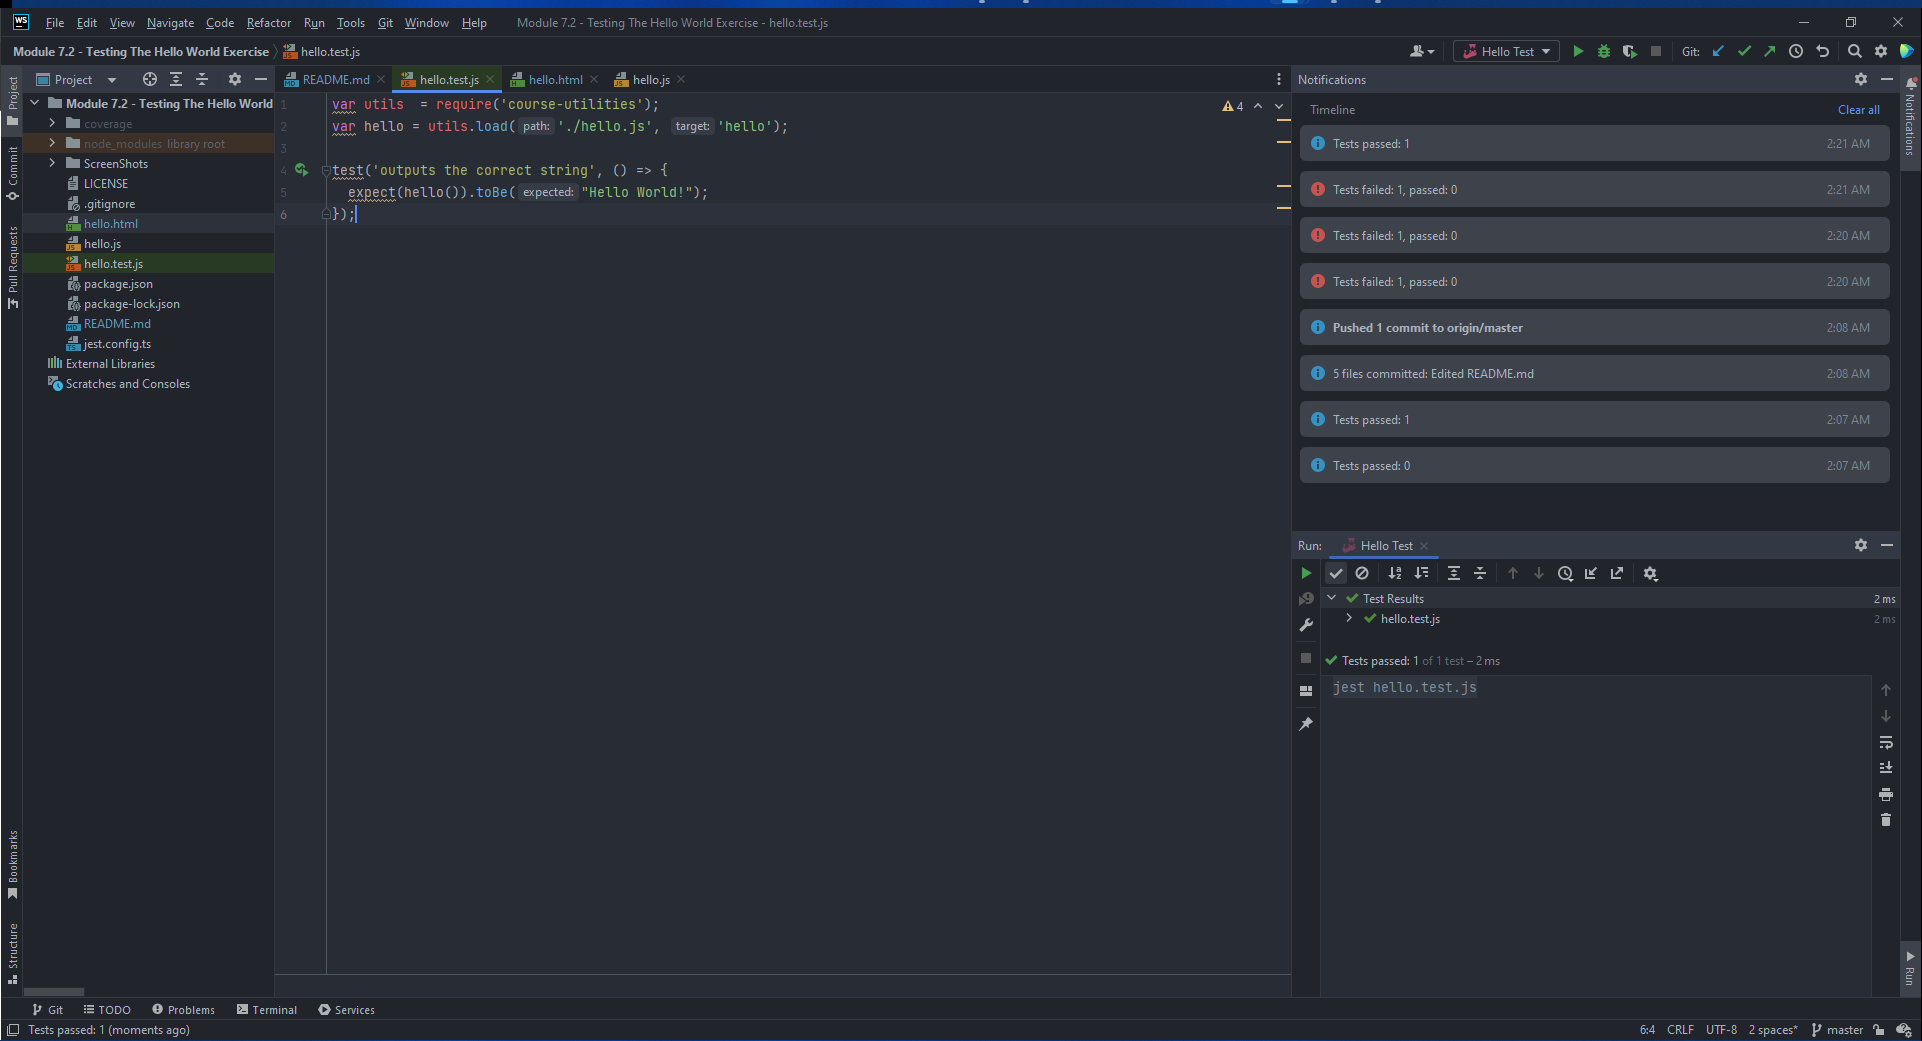 WS File Edit View Navigate Code Refactor Run Tools Git Window Help Module 7.2 - Testing The Hello World Exercise - hello.test.js
Module 7.2 - Testing The Hello World Exercise hello.test.js Hello Test Git:
Project
README.md hello.test.js hello.html hello.js
Notifications
Project
Commit
Pull Requests
Bookmarks
Structure
Module 7.2 - Testing The Hello World
coverage
node_modules library root
ScreenShots
LICENSE
.gitignore
hello.html
hello.js
hello.test.js
package.json
package-lock.json
README.md
jest.config.ts
External Libraries
Scratches and Consoles
1 var utils  = require('course-utilities');
2 var hello = utils.load( path: './hello.js', target: 'hello');
3
4 test('outputs the correct string', () => {
5 expect(hello()).toBe( expected: "Hello World!");
6 });
4
Timeline Clear all
Tests passed: 1 2:21 AM
Tests failed: 1, passed: 0 2:21 AM
Tests failed: 1, passed: 0 2:20 AM
Tests failed: 1, passed: 0 2:20 AM
Pushed 1 commit to origin/master 2:08 AM
5 files committed: Edited README.md 2:08 AM
Tests passed: 1 2:07 AM
Tests passed: 0 2:07 AM
Notifications
Run: Hello Test
Test Results 2 ms
hello.test.js 2 ms
Tests passed: 1 of 1 test – 2 ms
jest hello.test.js
Run
Git TODO Problems Terminal Services
Tests passed: 1 (moments ago) 6:4 CRLF UTF-8 2 spaces* master